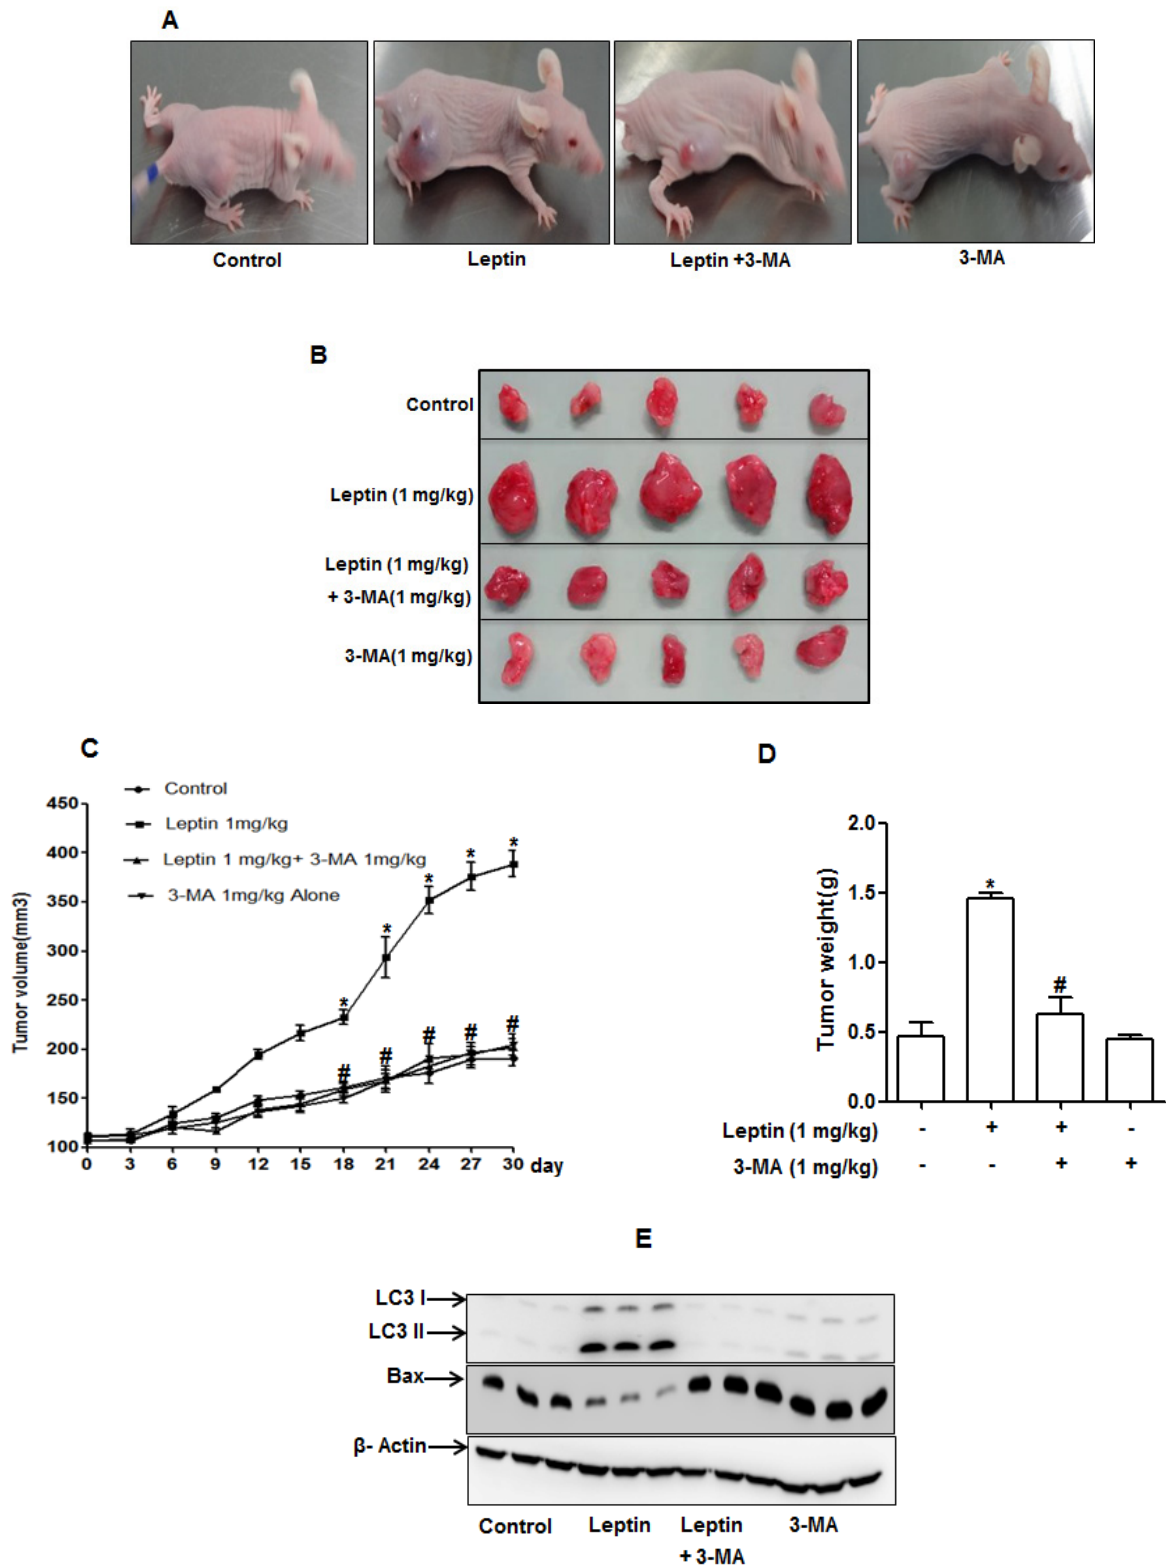 A
Control
Leptin
Leptin +3-MA
3-MA
B
Control
Leptin (1 mg/kg)
Leptin (1 mg/kg)
+ 3-MA(1 mg/kg)
3-MA(1 mg/kg)
C
Control
Leptin 1mg/kg
Leptin 1 mg/kg+ 3-MA 1mg/kg
3-MA 1mg/kg Alone
Tumor volume(mm3)
450
400
350
300
250
200
150
100
* * * * *
# # # # #
0 3 6 9 12 15 18 21 24 27 30 day
D
Tumor weight(g)
2.0
1.5
1.0
0.5
0.0
*
#
Leptin (1 mg/kg) - + + -
3-MA (1 mg/kg) - - + +
E
LC3 I
LC3 II
Bax
β- Actin
Control Leptin Leptin 3-MA
+ 3-MA